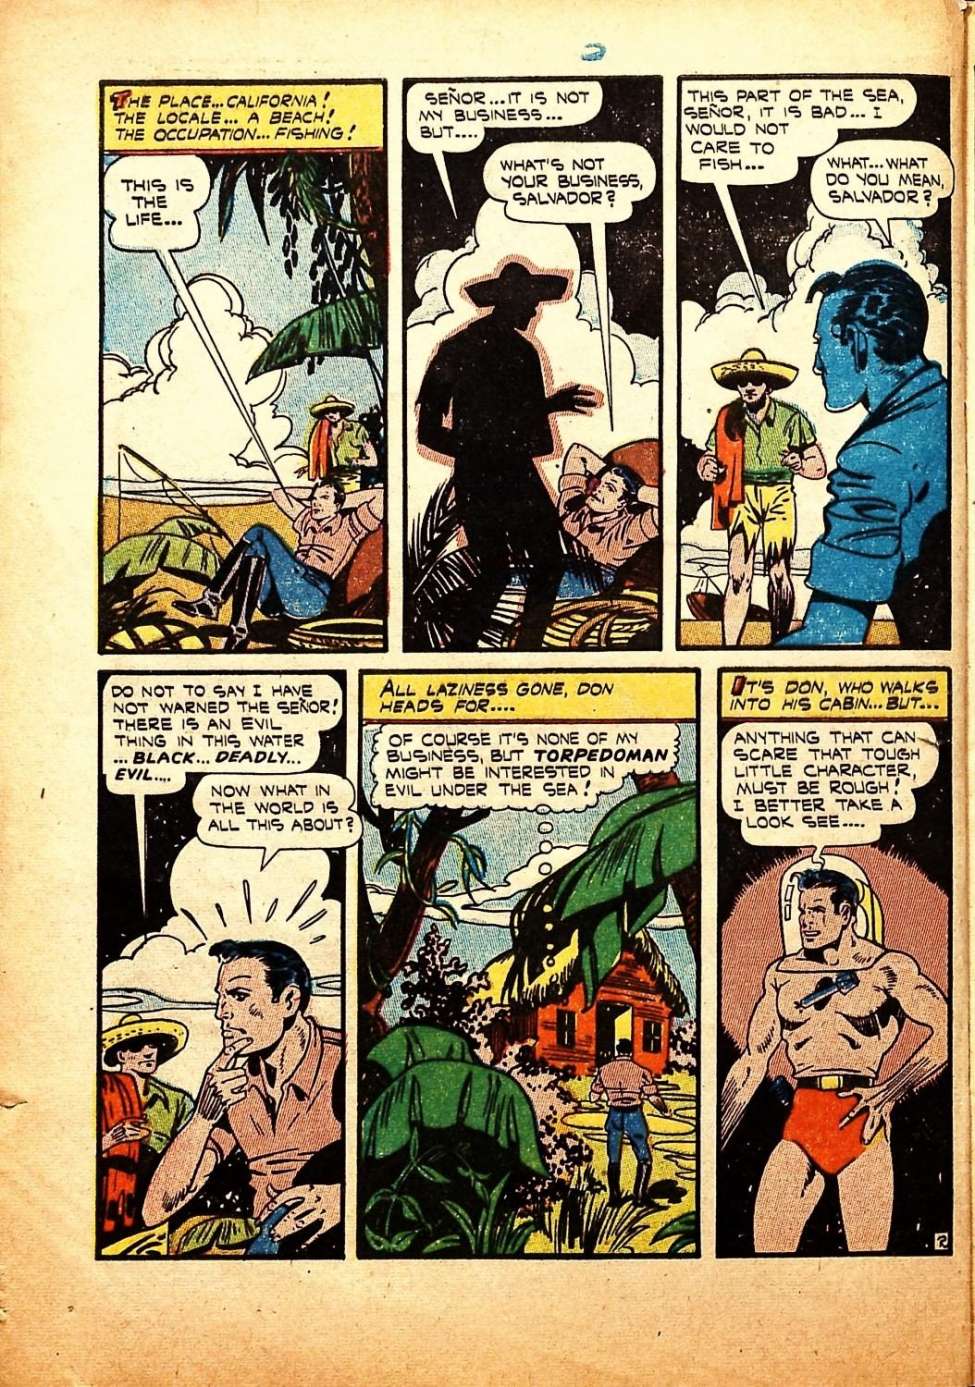 THE PLACE... CALIFORNIA!
THE LOCALE... A BEACH!
THE OCCUPATION... FISHING!
THIS IS
THE
LIFE...
SEÑOR... IT IS NOT
MY BUSINESS...
BUT....
WHAT'S NOT
YOUR BUSINESS,
SALVADOR?
THIS PART OF THE SEA,
SEÑOR, IT IS BAD... I
WOULD NOT
CARE TO
FISH...
WHAT...WHAT
DO YOU MEAN,
SALVADOR?
DO NOT TO SAY I HAVE
NOT WARNED THE SEÑOR!
THERE IS AN EVIL
THING IN THIS WATER
...BLACK...DEADLY...
EVIL....
NOW WHAT IN
THE WORLD IS
ALL THIS ABOUT?
ALL LAZINESS GONE, DON
HEADS FOR....
OF COURSE IT'S NONE OF MY
BUSINESS, BUT TORPEDOMAN
MIGHT BE INTERESTED IN
EVIL UNDER THE SEA!
IT'S DON, WHO WALKS
INTO HIS CABIN... BUT...
ANYTHING THAT CAN
SCARE THAT TOUGH
LITTLE CHARACTER,
MUST BE ROUGH!
I BETTER TAKE A
LOOK SEE....